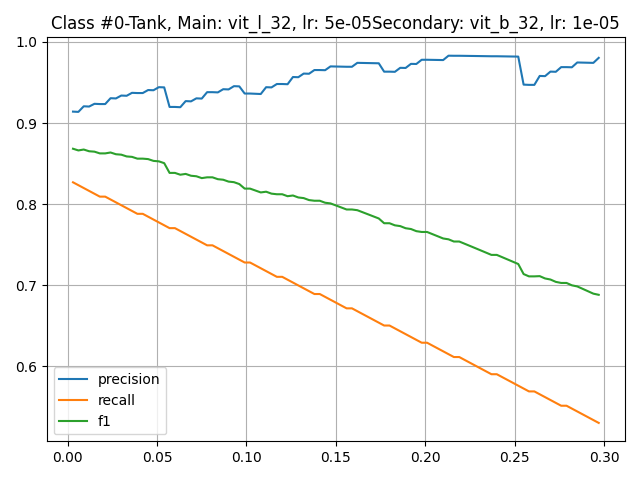 Class #0-Tank, Main: vit_l_32, lr: 5e-05Secondary: vit_b_32, lr: 1e-05
1.0
0.9
0.8
0.7
0.6
precision
recall
f1
0.00 0.05 0.10 0.15 0.20 0.25 0.30